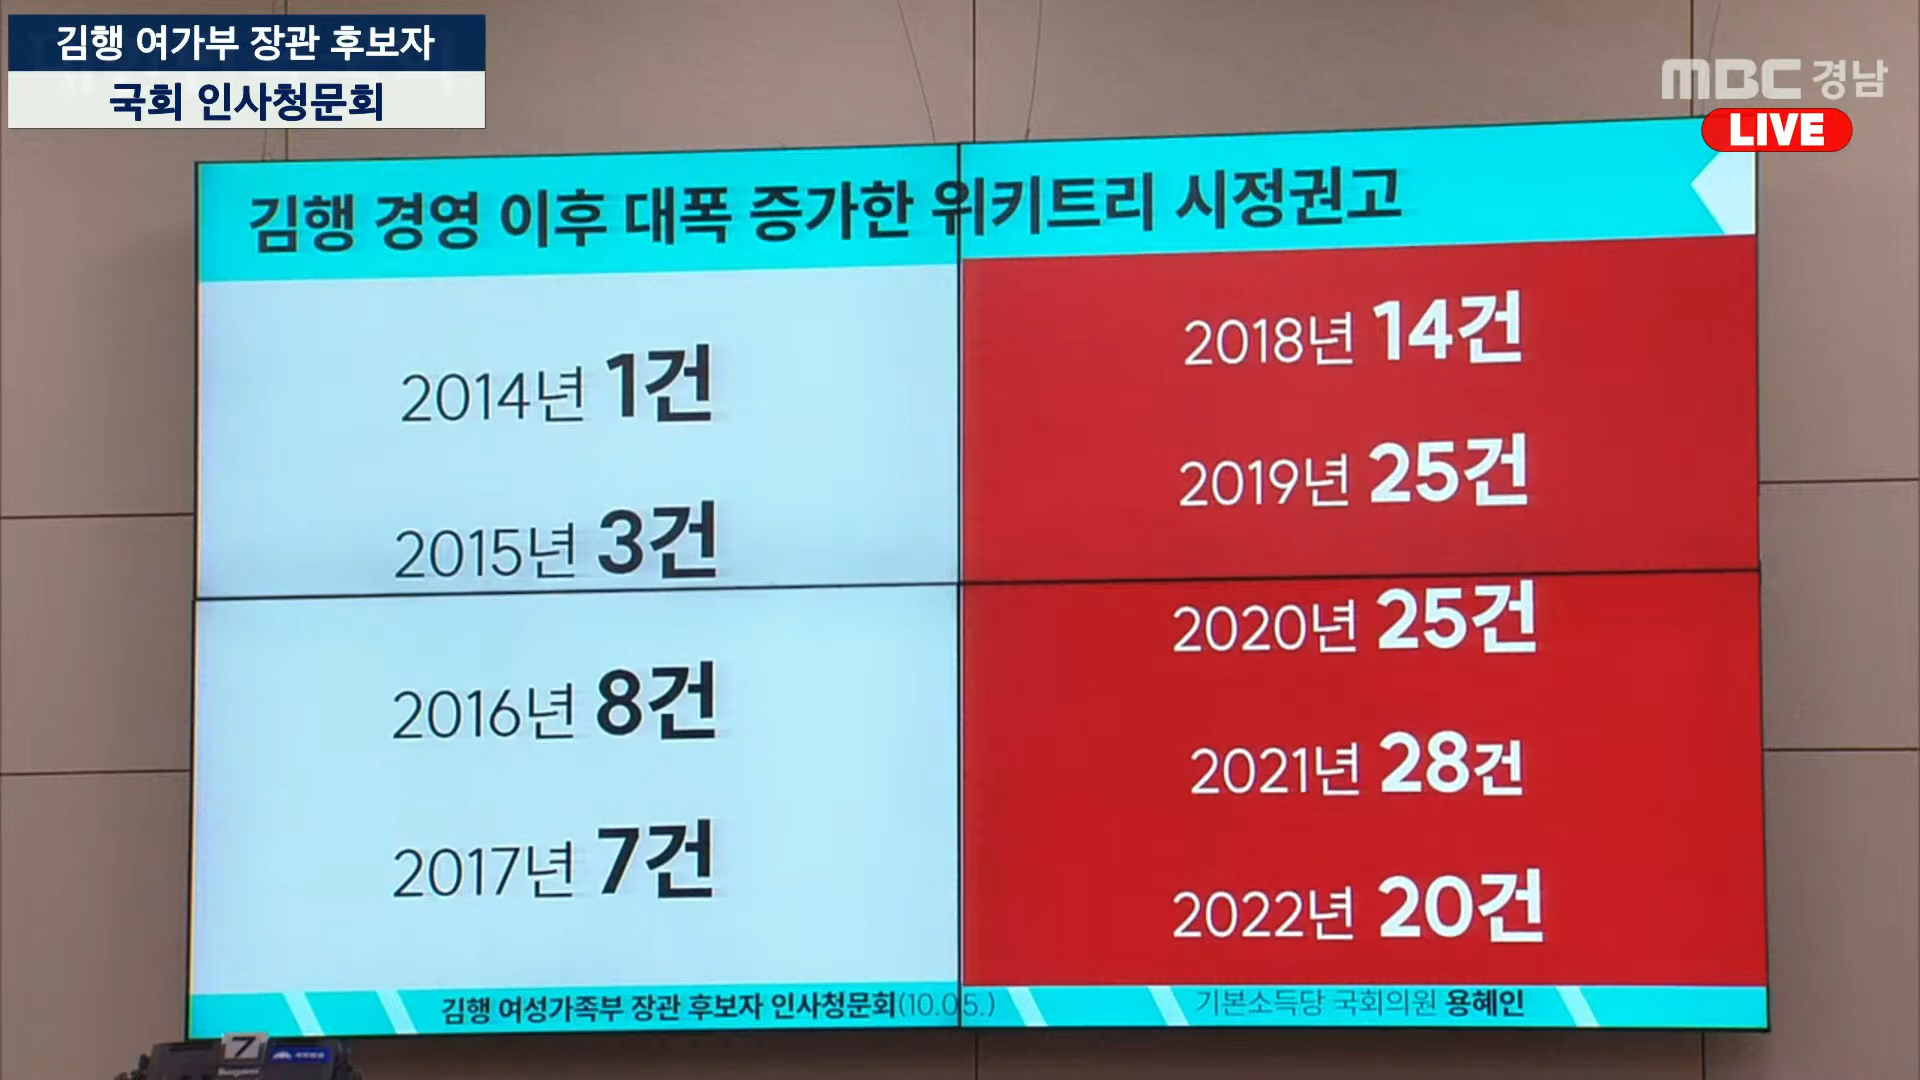 김행 여가부 장관 후보자
국회 인사청문회
MBC 경남
LIVE
김행 경영 이후 대폭 증가한 위키트리 시정권고
2014년 1건
2015년 3건
2016년 8건
2017년 7건
2018년 14건
2019년 25건
2020년 25건
2021년 28건
2022년 20건
김행 여성가족부 장관 후보자 인사청문회(10.05.)
기본소득당 국회의원 용혜인
7